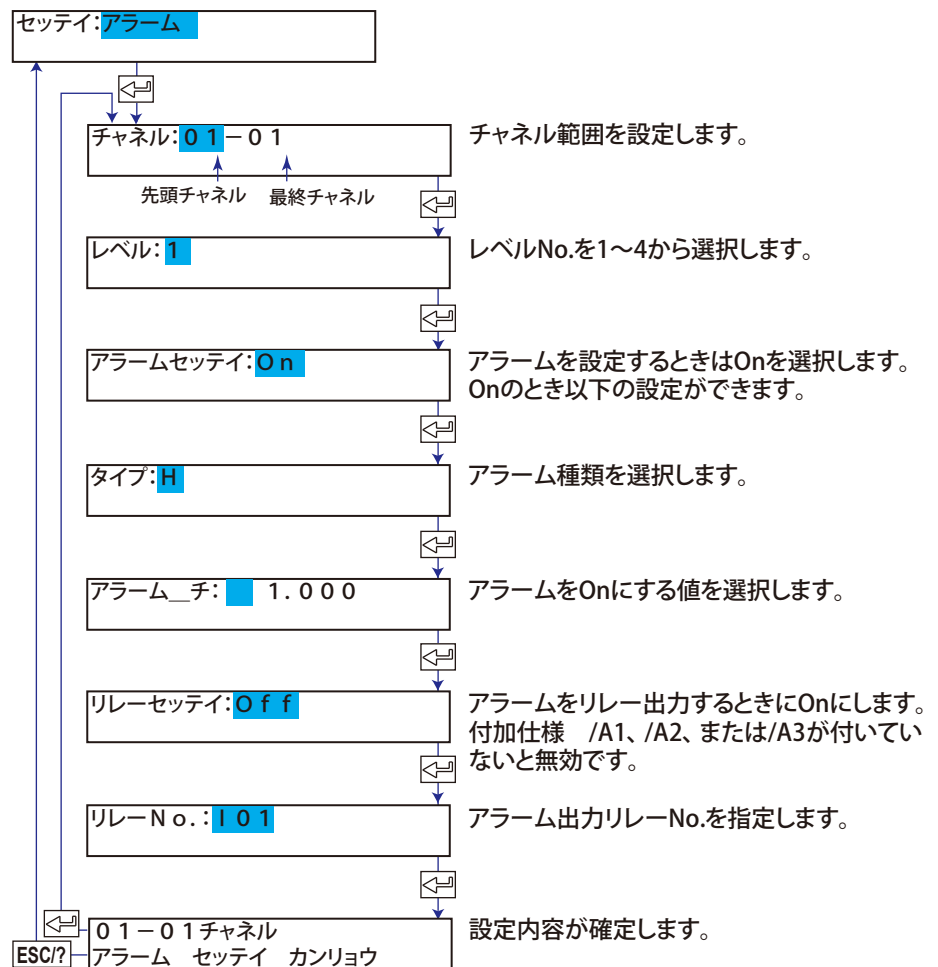 セッテイ：アラーム
チャネル：０１－０１
チャネル範囲を設定します。
先頭チャネル
最終チャネル
レベル：１
レベルNo.を1～4から選択します。
アラームセッテイ：Ｏｎ
アラームを設定するときはOnを選択します。
Onのとき以下の設定ができます。
タイプ：H
アラーム種類を選択します。
アラーム＿チ：　１.０００
アラームをOnにする値を選択します。
リレーセッテイ：Ｏｆｆ
アラームをリレー出力するときにOnにします。
付加仕様　/A1、/A2、または/A3が付いてい
ないと無効です。
リレーＮｏ.：Ｉ０１
アラーム出力リレーNo.を指定します。
０１－０１チャネル
アラーム　セッテイ　カンリョウ
設定内容が確定します。
ESC/?